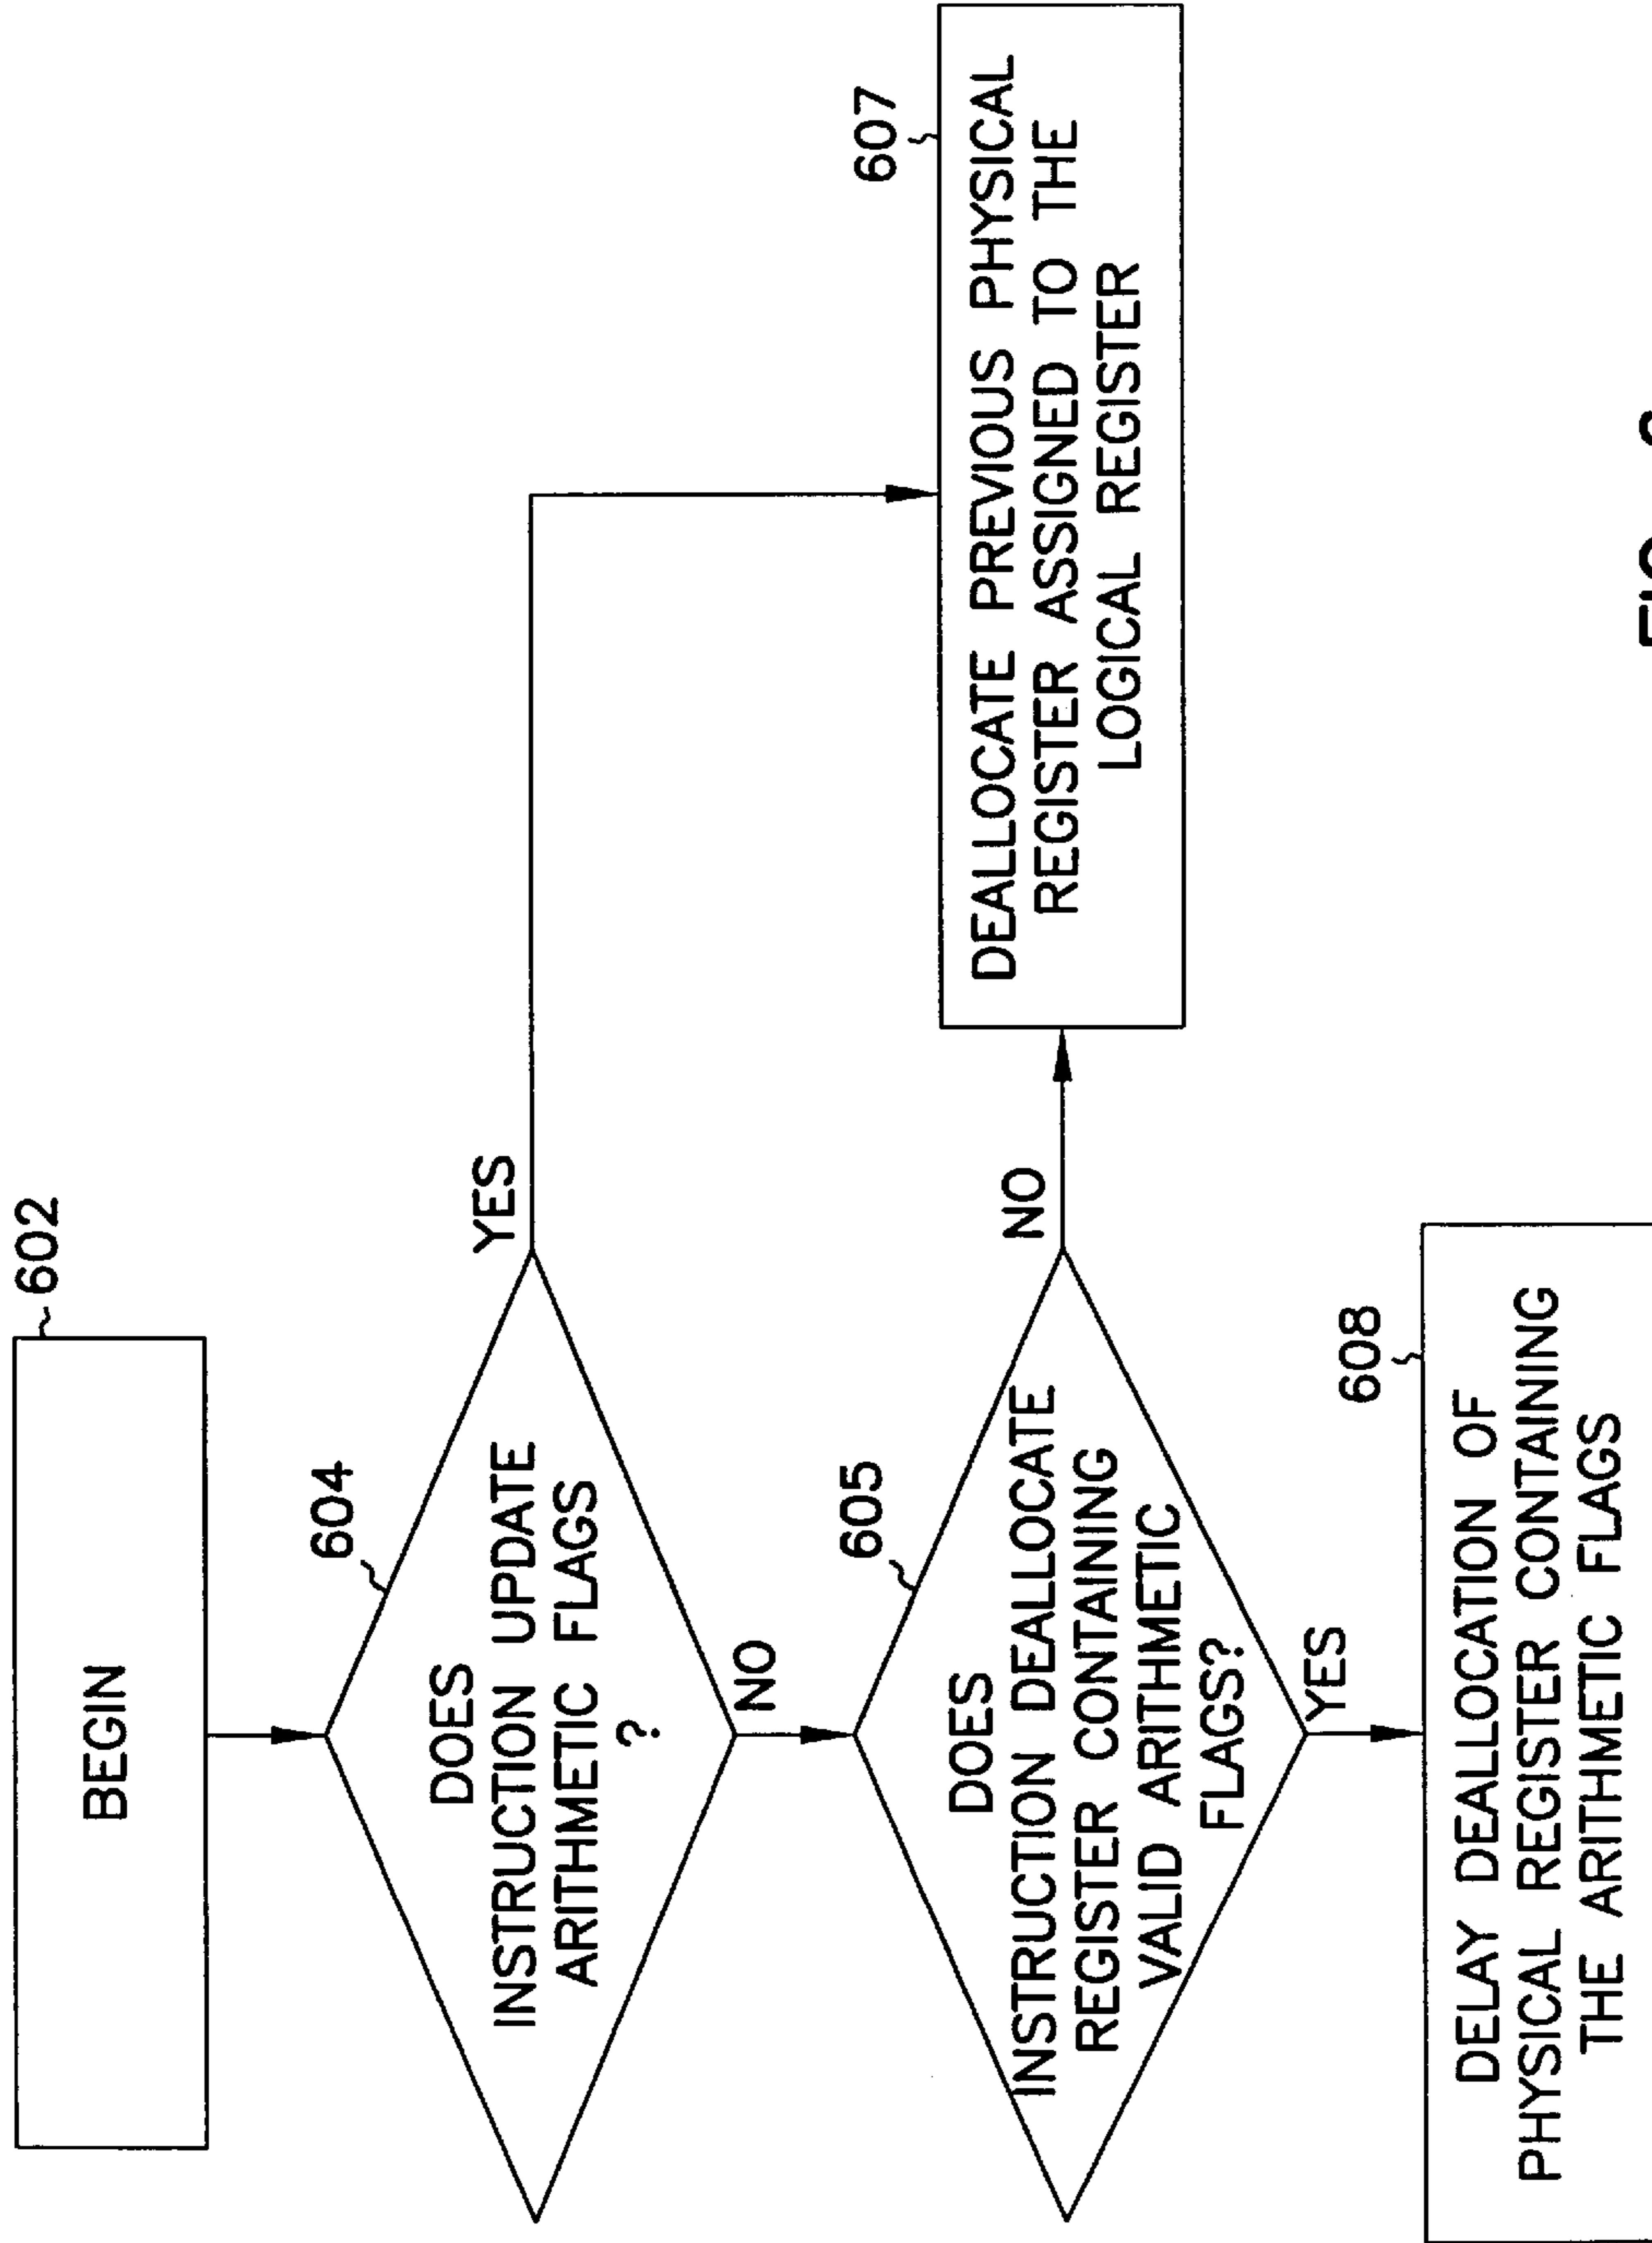 602
BEGIN
604
DOES
INSTRUCTION UPDATE
ARITHMETIC FLAGS
?
YES
NO
605
DOES
INSTRUCTION DEALLOCATE
REGISTER CONTAINING
VALID ARITHMETIC
FLAGS?
NO
YES
607
DEALLOCATE PREVIOUS PHYSICAL
REGISTER ASSIGNED TO THE
LOGICAL REGISTER
608
DELAY DEALLOCATION OF
PHYSICAL REGISTER CONTAINING
THE ARITHMETIC FLAGS
FIG.